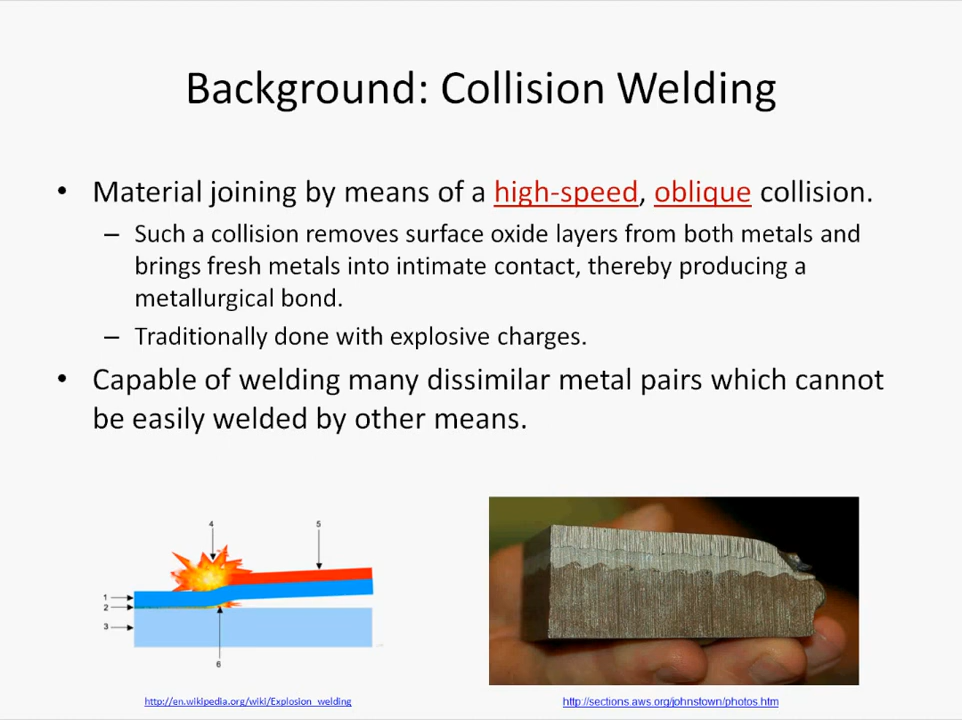 Background: Collision Welding
• Material joining by means of a high-speed, oblique collision.
– Such a collision removes surface oxide layers from both metals and
brings fresh metals into intimate contact, thereby producing a
metallurgical bond.
– Traditionally done with explosive charges.
• Capable of welding many dissimilar metal pairs which cannot
be easily welded by other means.
4 5
1
2
3
6
http://en.wikipedia.org/wiki/Explosion_welding
http://sections.aws.org/johnstown/photos.htm